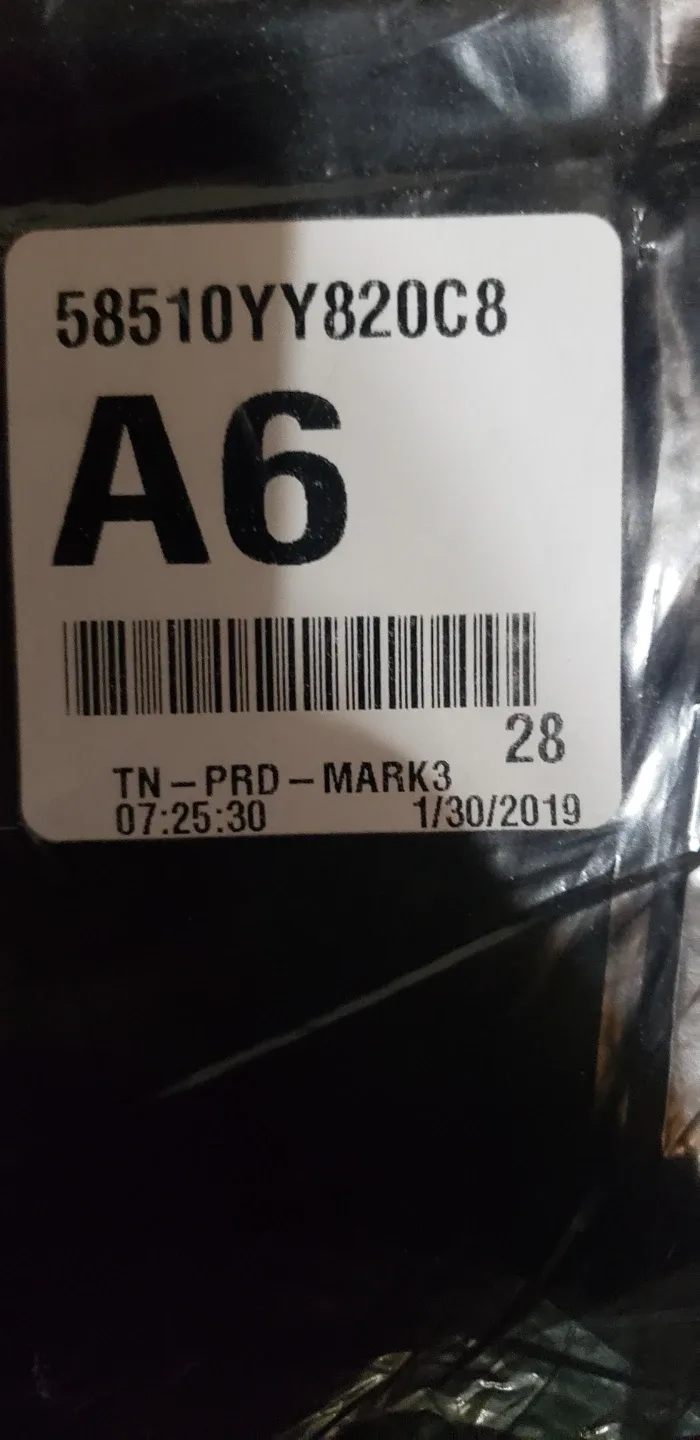 58510YY820C8
A6
28
TN-PRD-MARK3
07:25:30 1/30/2019